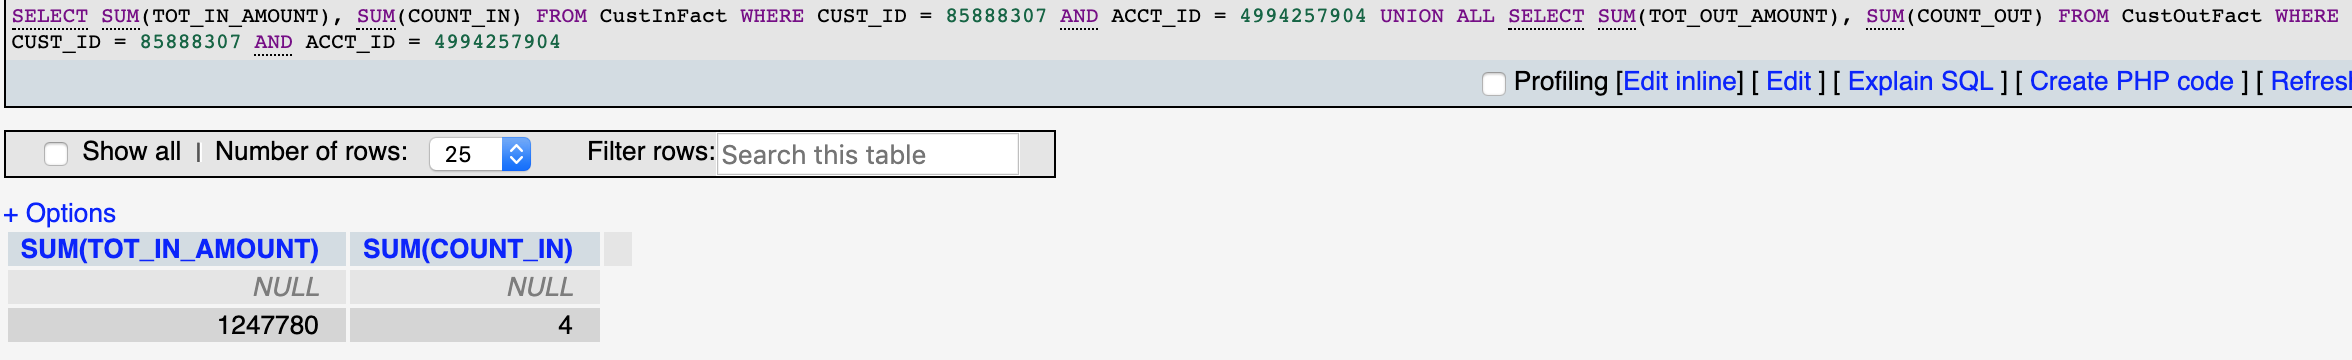 SELECT SUM(TOT_IN_AMOUNT), SUM(COUNT_IN) FROM CustInFact WHERE CUST_ID = 85888307 AND ACCT_ID = 4994257904 UNION ALL SELECT SUM(TOT_OUT_AMOUNT), SUM(COUNT_OUT) FROM CustOutFact WHERE
CUST_ID = 85888307 AND ACCT_ID = 4994257904
Profiling [Edit inline] [ Edit ] [ Explain SQL ] [ Create PHP code ] [
Show all | Number of rows: 25 Filter rows: Search this table
+ Options
SUM(TOT_IN_AMOUNT) SUM(COUNT_IN)
NULL NULL
1247780 4